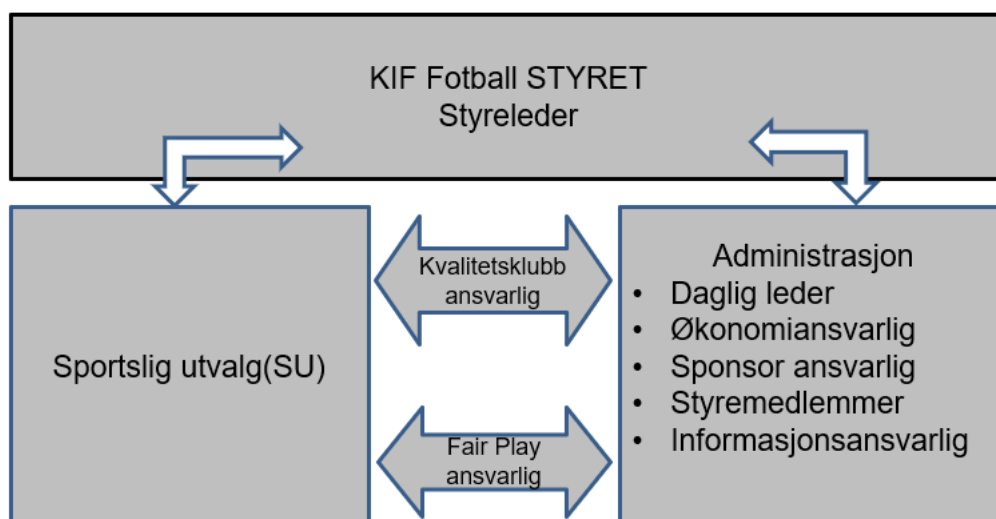 KIF Fotball STYRET
Styreleder
Sportslig utvalg(SU)
Kvalitetsklubb
ansvarlig
Fair Play
ansvarlig
Administrasjon
• Daglig leder
• Økonomiansvarlig
• Sponsor ansvarlig
• Styremedlemmer
• Informasjonsansvarlig